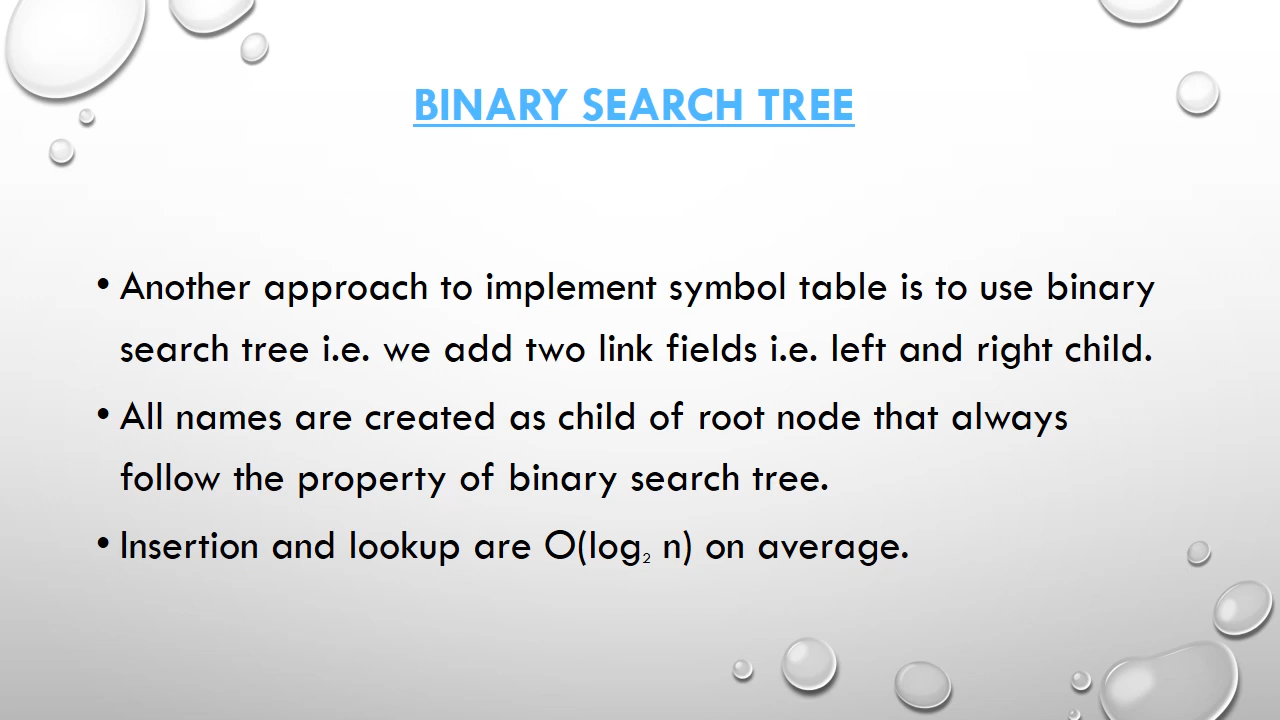 BINARY SEARCH TREE
• Another approach to implement symbol table is to use binary
search tree i.e. we add two link fields i.e. left and right child.
• All names are created as child of root node that always
follow the property of binary search tree.
• Insertion and lookup are O(log₂ n) on average.